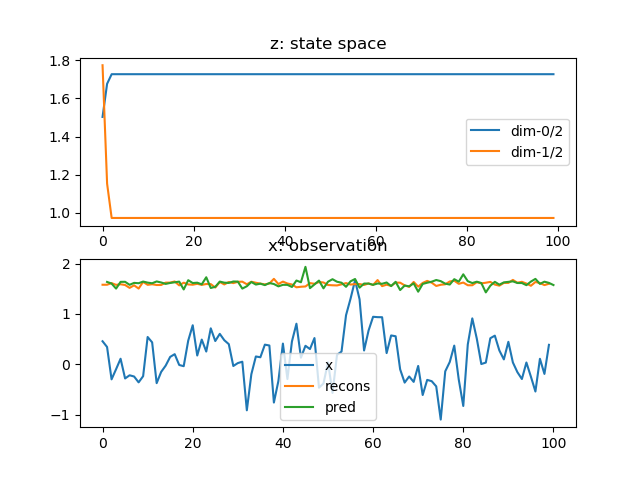 z: state space
1.8
1.6
1.4
1.2
1.0
dim-0/2
dim-1/2
0 20 40 60 80 100
x: observation
2
1
0
−1
x
recons
pred
0 20 40 60 80 100